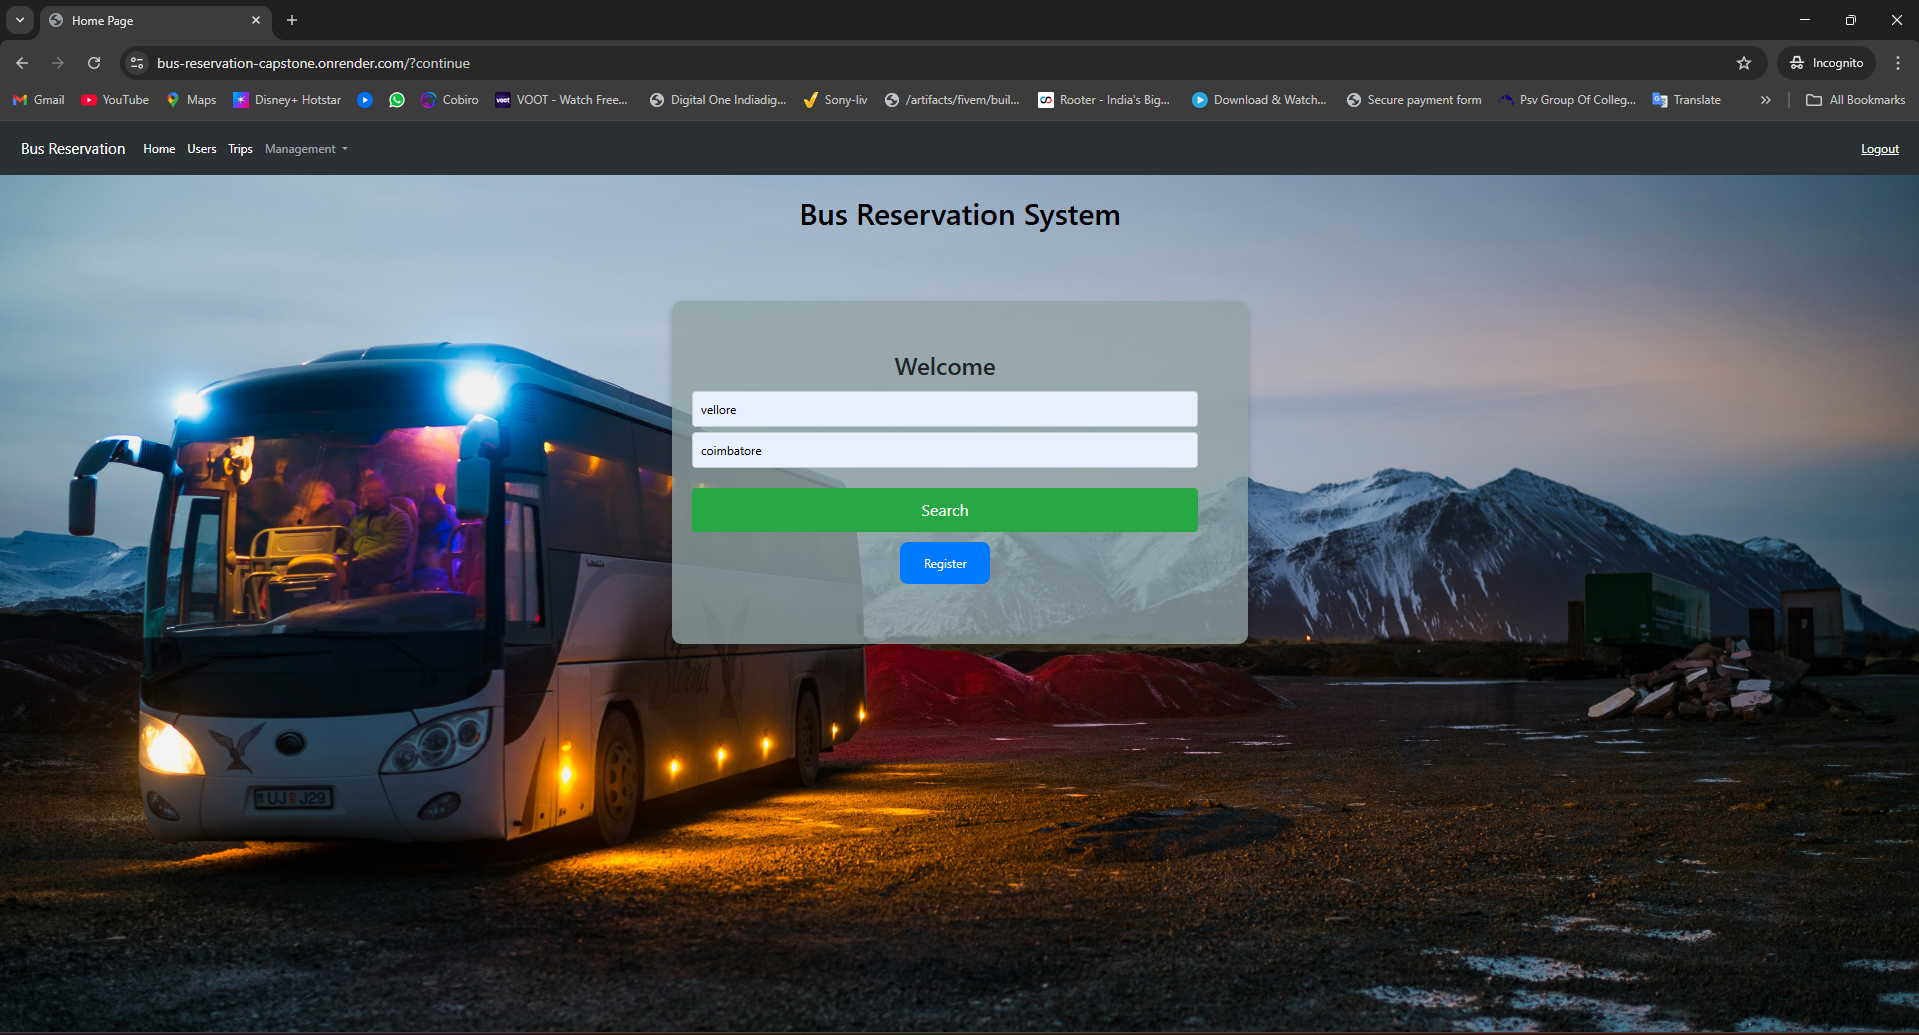 Home Page
bus-reservation-capstone.onrender.com/?continue
Incognito
Gmail YouTube Maps Disney+ Hotstar Cobiro VOOT - Watch Free... Digital One Indiadig... Sony-liv /artifacts/fivem/buil... Rooter - India's Big... Download & Watch... Secure payment form Psv Group Of Colleg... Translate All Bookmarks
Bus Reservation Home Users Trips Management Logout
Bus Reservation System
Welcome
vellore
coimbatore
Search
Register
UJ J29